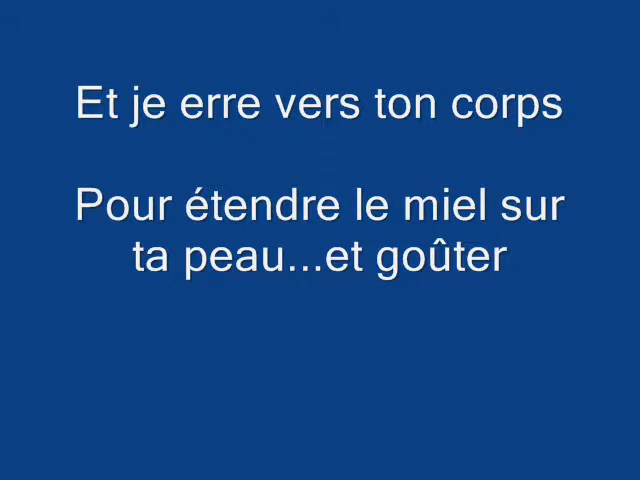 Et je erre vers ton corps
Pour étendre le miel sur
ta peau...et goûter